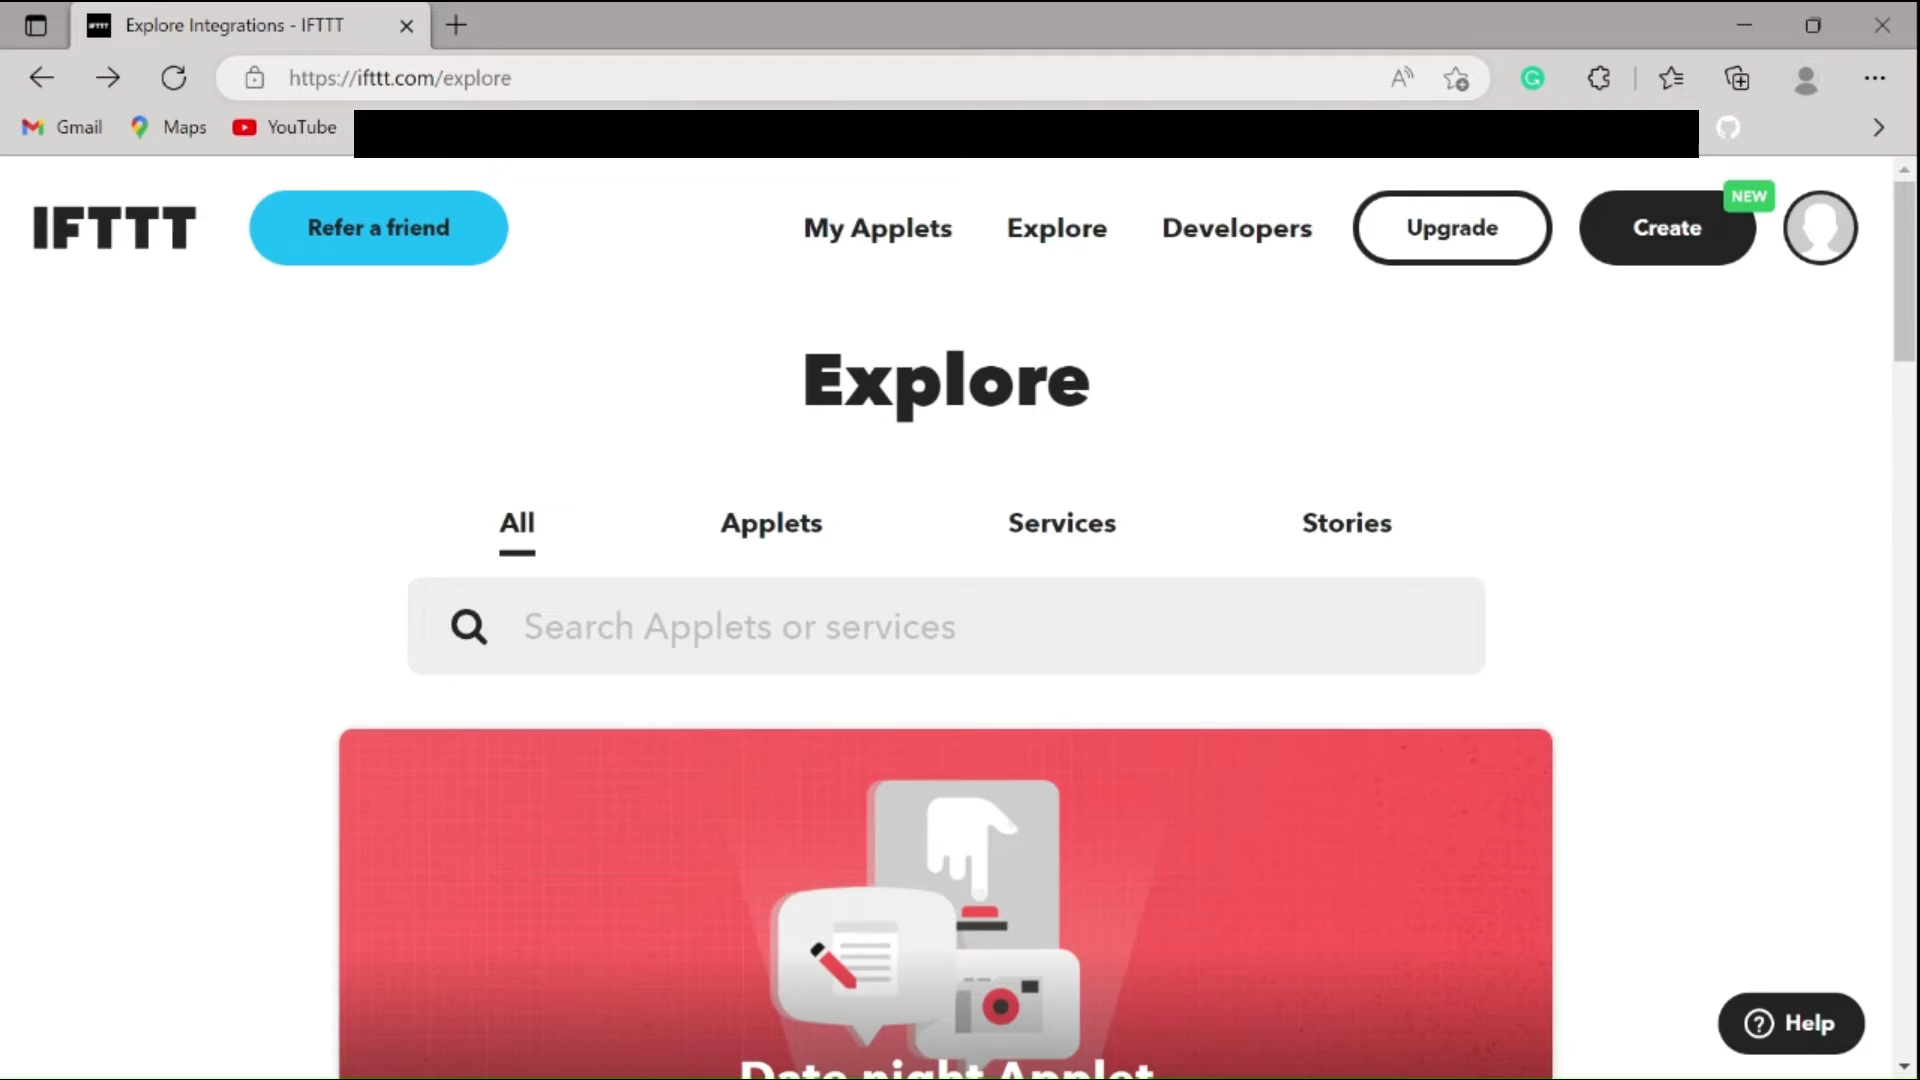 Explore Integrations - IFTTT
https://ifttt.com/explore
Gmail Maps YouTube
IFTTT Refer a friend My Applets Explore Developers Upgrade Create NEW
Explore
All Applets Services Stories
Search Applets or services
Date night Applet
Help